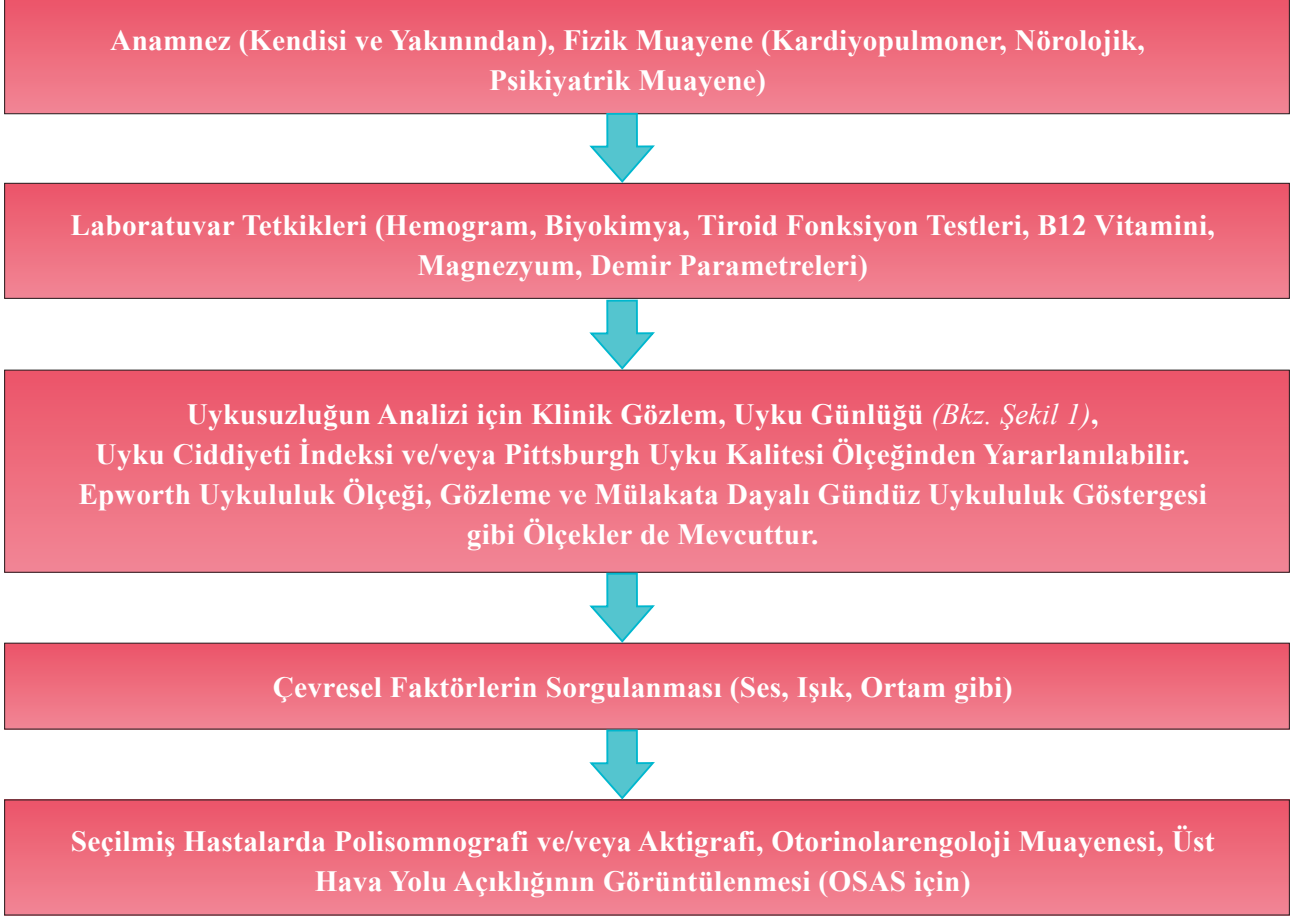 Anamnez (Kendisi ve Yakınından), Fizik Muayene (Kardiyopulmoner, Nörolojik,
Psikiyatrik Muayene)
Laboratuvar Tetkikleri (Hemogram, Biyokimya, Tiroid Fonksiyon Testleri, B12 Vitamini,
Magnezyum, Demir Parametreleri)
Uykusuzluğun Analizi için Klinik Gözlem, Uyku Günlüğü (Bkz. Şekil 1),
Uyku Ciddiyeti İndeksi ve/veya Pittsburgh Uyku Kalitesi Ölçeğinden Yararlanılabilir.
Epworth Uykululuk Ölçeği, Gözleme ve Mülakata Dayalı Gündüz Uykululuk Göstergesi
gibi Ölçekler de Mevcuttur.
Çevresel Faktörlerin Sorgulanması (Ses, Işık, Ortam gibi)
Seçilmiş Hastalarda Polisomnografi ve/veya Aktigrafi, Otorinolarengoloji Muayenesi, Üst
Hava Yolu Açıklığının Görüntülenmesi (OSAS için)